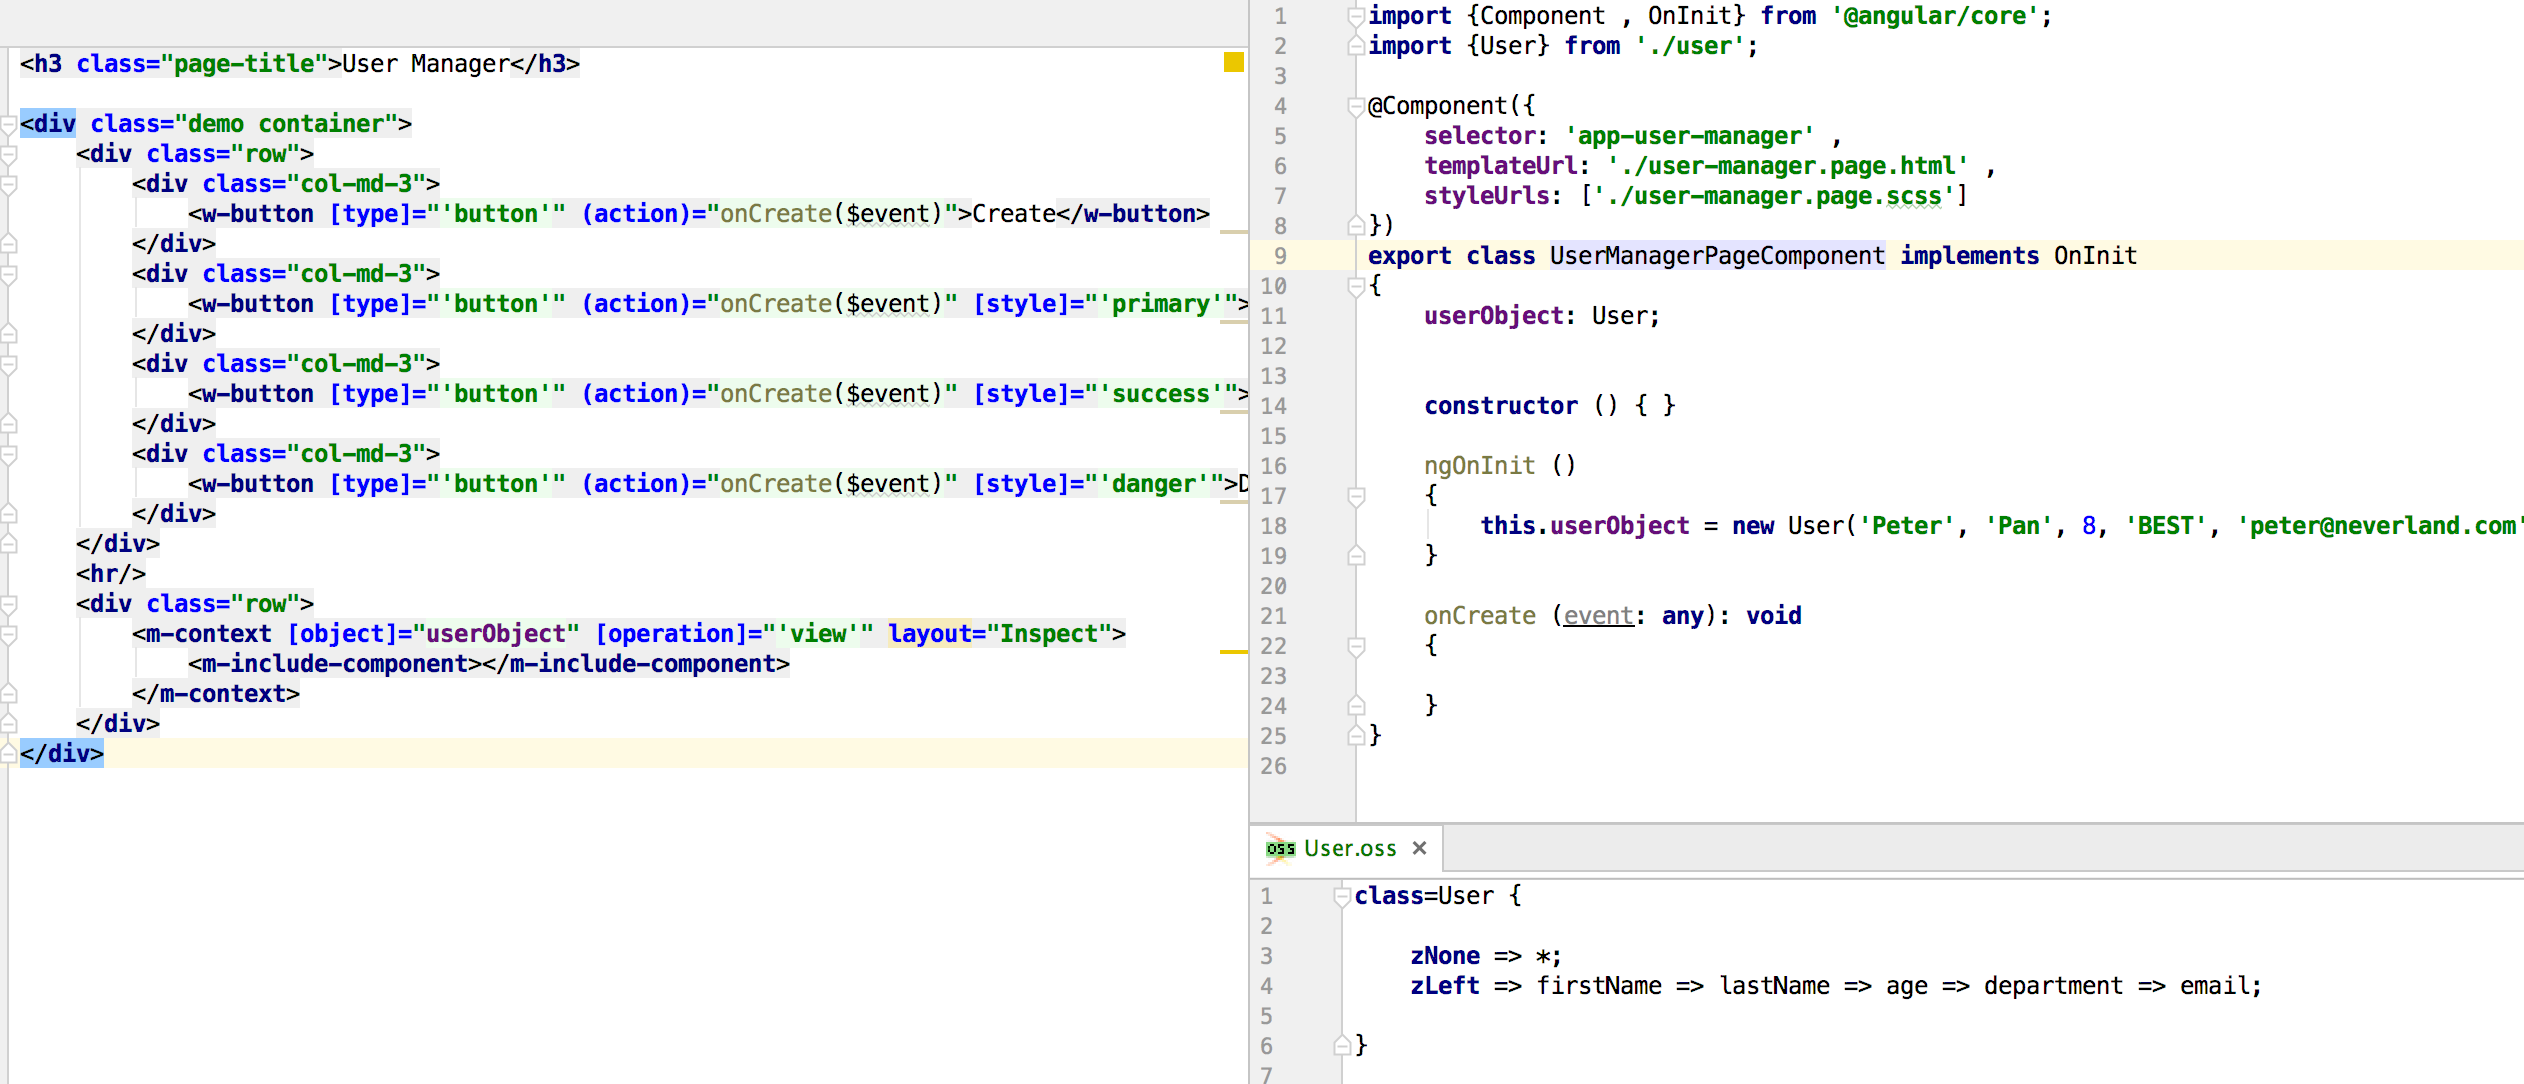 <h3 class="page-title">User Manager</h3>
<div class="demo container">
    <div class="row">
        <div class="col-md-3">
            <w-button [type]="'button'" (action)="onCreate($event)">Create</w-button>
        </div>
        <div class="col-md-3">
            <w-button [type]="'button'" (action)="onCreate($event)" [style]="'primary'">
        </div>
        <div class="col-md-3">
            <w-button [type]="'button'" (action)="onCreate($event)" [style]="'success'">
        </div>
        <div class="col-md-3">
            <w-button [type]="'button'" (action)="onCreate($event)" [style]="'danger'">D
        </div>
    </div>
    <hr/>
    <div class="row">
        <m-context [object]="userObject" [operation]="'view'" layout="Inspect">
            <m-include-component></m-include-component>
        </m-context>
    </div>
</div>
1 import {Component , OnInit} from '@angular/core';
2 import {User} from './user';
3
4 @Component({
5     selector: 'app-user-manager' ,
6     templateUrl: './user-manager.page.html' ,
7     styleUrls: ['./user-manager.page.scss']
8 })
9 export class UserManagerPageComponent implements OnInit
10 {
11     userObject: User;
12
13
14     constructor () { }
15
16     ngOnInit ()
17     {
18         this.userObject = new User('Peter', 'Pan', 8, 'BEST', 'peter@neverland.com'
19     }
20
21     onCreate (event: any): void
22     {
23
24     }
25 }
26
oss User.oss ×
1 class=User {
2
3     zNone => *;
4     zLeft => firstName => lastName => age => department => email;
5
6 }
7